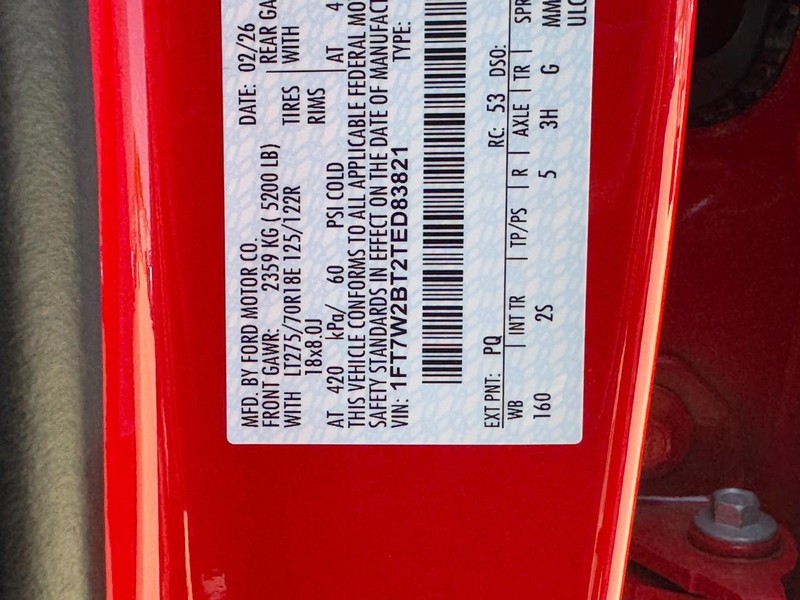 MFD. BY FORD MOTOR CO.
DATE: 02/26
FRONT GAWR: 2359 KG ( 5200 LB)
REAR GA
WITH LT275/70R18E 125/122R TIRES
WITH
18x8.0J RIMS
AT 420 kPa/ 60 PSI COLD
AT 4
THIS VEHICLE CONFORMS TO ALL APPLICABLE FEDERAL MO
SAFETY STANDARDS IN EFFECT ON THE DATE OF MANUFACT
VIN: 1FT7W2BT2TED83821
TYPE:
EXT PNT: PQ RC: 53 DSO:
WB | INT TR | TP/PS | R | AXLE | TR | SPR
160 2S 5 3H G MM
ULO